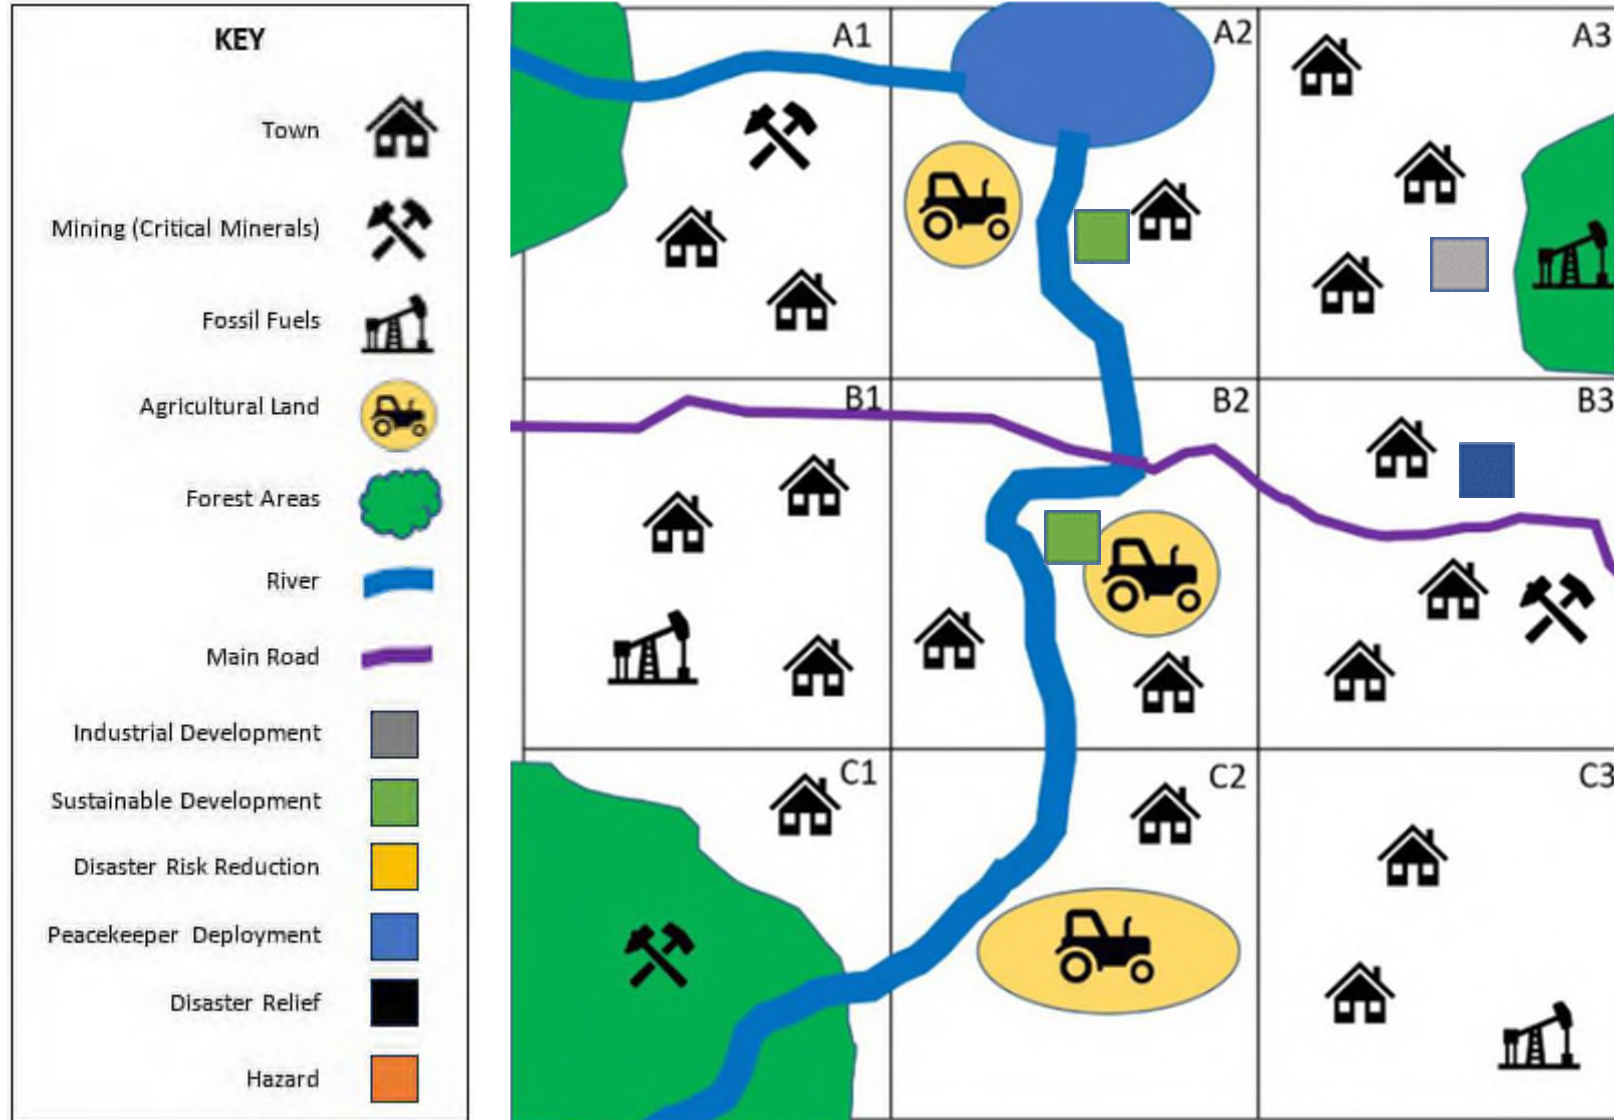 KEY
Town
Mining (Critical Minerals)
Fossil Fuels
Agricultural Land
Forest Areas
River
Main Road
Industrial Development
Sustainable Development
Disaster Risk Reduction
Peacekeeper Deployment
Disaster Relief
Hazard
A1
A2
A3
B1
B2
B3
C1
C2
C3